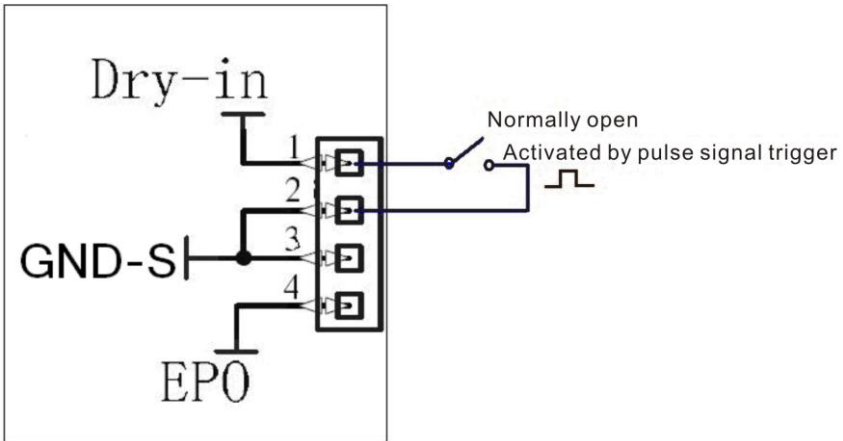 Dry-in
1
Normally open
Activated by pulse signal trigger
2
3
GND-S
4
EPO